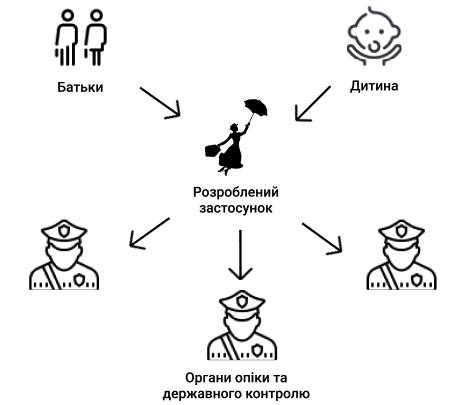 Батьки
Дитина
Розроблений
застосунок
Органи опіки та
державного контролю